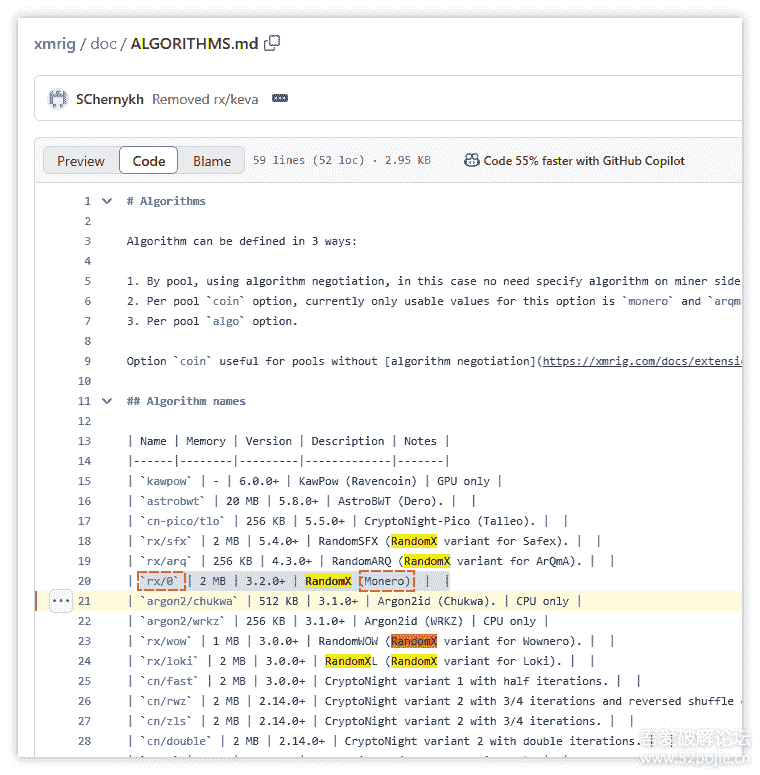 xmrig / doc / ALGORITHMS.md
SChernykh Removed rx/keva
Preview Code Blame 59 lines (52 loc) · 2.95 KB Code 55% faster with GitHub Copilot
1 # Algorithms
2
3 Algorithm can be defined in 3 ways:
4
5 1. By pool, using algorithm negotiation, in this case no need specify algorithm on miner side
6 2. Per pool `coin` option, currently only usable values for this option is `monero` and `arqma
7 3. Per pool `algo` option.
8
9 Option `coin` useful for pools without [algorithm negotiation](https://xmrig.com/docs/extensio
10
11 ## Algorithm names
12
13 | Name | Memory | Version | Description | Notes |
14 |------|--------|---------|-------------|-------|
15 | `kawpow` | - | 6.0.0+ | KawPow (Ravencoin) | GPU only |
16 | `astrobwt` | 20 MB | 5.8.0+ | AstroBWT (Dero). | |
17 | `cn-pico/tlo` | 256 KB | 5.5.0+ | CryptoNight-Pico (Talleo). | |
18 | `rx/sfx` | 2 MB | 5.4.0+ | RandomSFX (RandomX variant for Safex). | |
19 | `rx/arq` | 256 KB | 4.3.0+ | RandomARQ (RandomX variant for ArQmA). | |
20 | `rx/0` | 2 MB | 3.2.0+ | RandomX (Monero) | |
21 | `argon2/chukwa` | 512 KB | 3.1.0+ | Argon2id (Chukwa). | CPU only |
22 | `argon2/wrkz` | 256 KB | 3.1.0+ | Argon2id (WRKZ) | CPU only |
23 | `rx/wow` | 1 MB | 3.0.0+ | RandomWOW (RandomX variant for Wownero). | |
24 | `rx/loki` | 2 MB | 3.0.0+ | RandomXL (RandomX variant for Loki). | |
25 | `cn/fast` | 2 MB | 3.0.0+ | CryptoNight variant 1 with half iterations. | |
26 | `cn/rwz` | 2 MB | 2.14.0+ | CryptoNight variant 2 with 3/4 iterations and reversed shuffle
27 | `cn/zls` | 2 MB | 2.14.0+ | CryptoNight variant 2 with 3/4 iterations. | |
28 | `cn/double` | 2 MB | 2.14.0+ | CryptoNight variant 2 with double iterations. | |
吾爱破解论坛
www.52pojie.cn